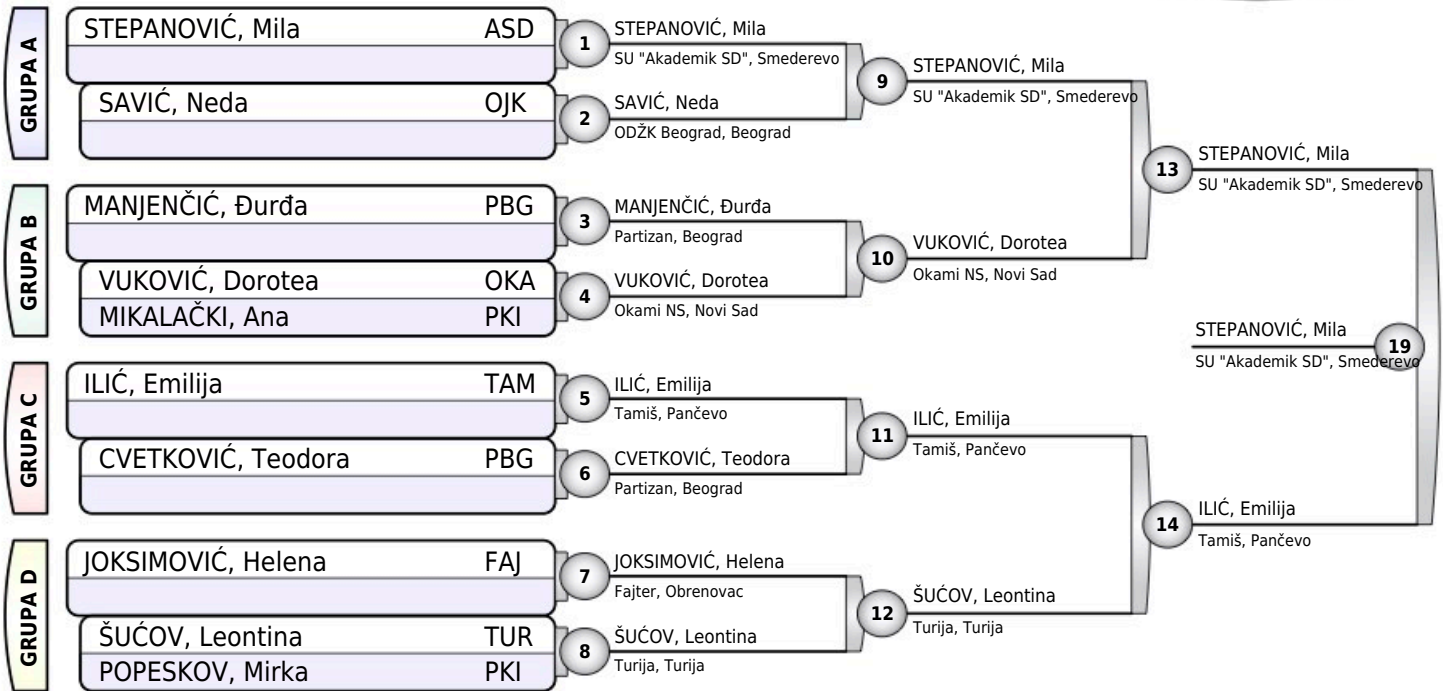 GRUPA A
STEPANOVIĆ, Mila ASD
SAVIĆ, Neda OJK
GRUPA B
MANJENČIĆ, Đurđa PBG
VUKOVIĆ, Dorotea OKA
MIKALAČKI, Ana PKI
GRUPA C
ILIĆ, Emilija TAM
CVETKOVIĆ, Teodora PBG
GRUPA D
JOKSIMOVIĆ, Helena FAJ
ŠUĆOV, Leontina TUR
POPESKOV, Mirka PKI
1
STEPANOVIĆ, Mila
SU "Akademik SD", Smederevo
2
SAVIĆ, Neda
ODŽK Beograd, Beograd
3
MANJENČIĆ, Đurđa
Partizan, Beograd
4
VUKOVIĆ, Dorotea
Okami NS, Novi Sad
5
ILIĆ, Emilija
Tamiš, Pančevo
6
CVETKOVIĆ, Teodora
Partizan, Beograd
7
JOKSIMOVIĆ, Helena
Fajter, Obrenovac
8
ŠUĆOV, Leontina
Turija, Turija
9
STEPANOVIĆ, Mila
SU "Akademik SD", Smederevo
10
VUKOVIĆ, Dorotea
Okami NS, Novi Sad
11
ILIĆ, Emilija
Tamiš, Pančevo
12
ŠUĆOV, Leontina
Turija, Turija
13
STEPANOVIĆ, Mila
SU "Akademik SD", Smederevo
14
ILIĆ, Emilija
Tamiš, Pančevo
STEPANOVIĆ, Mila
19
SU "Akademik SD", Smederevo